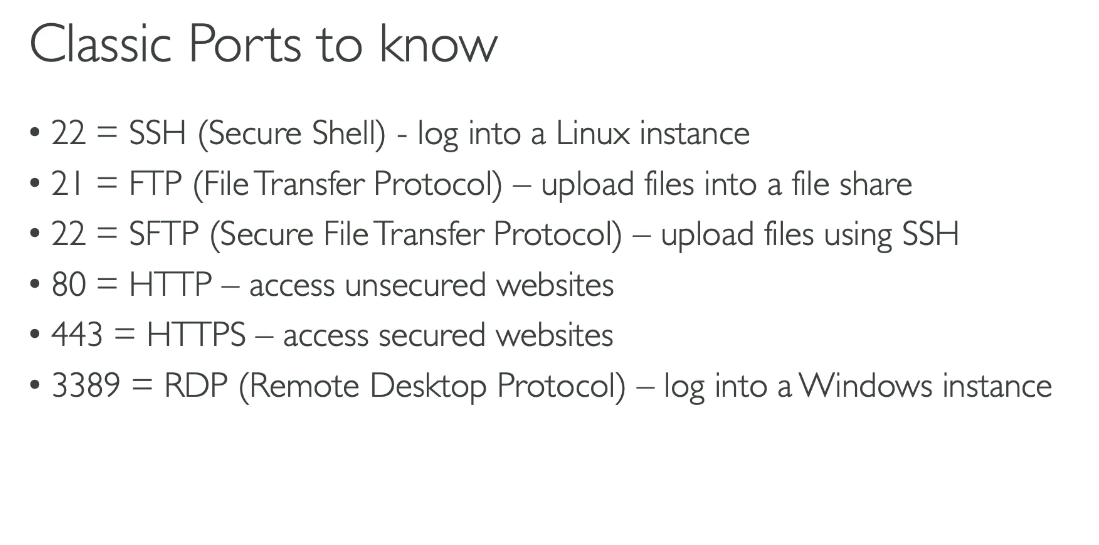 Classic Ports to know
• 22 = SSH (Secure Shell) - log into a Linux instance
• 21 = FTP (File Transfer Protocol) – upload files into a file share
• 22 = SFTP (Secure File Transfer Protocol) – upload files using SSH
• 80 = HTTP – access unsecured websites
• 443 = HTTPS – access secured websites
• 3389 = RDP (Remote Desktop Protocol) – log into a Windows instance